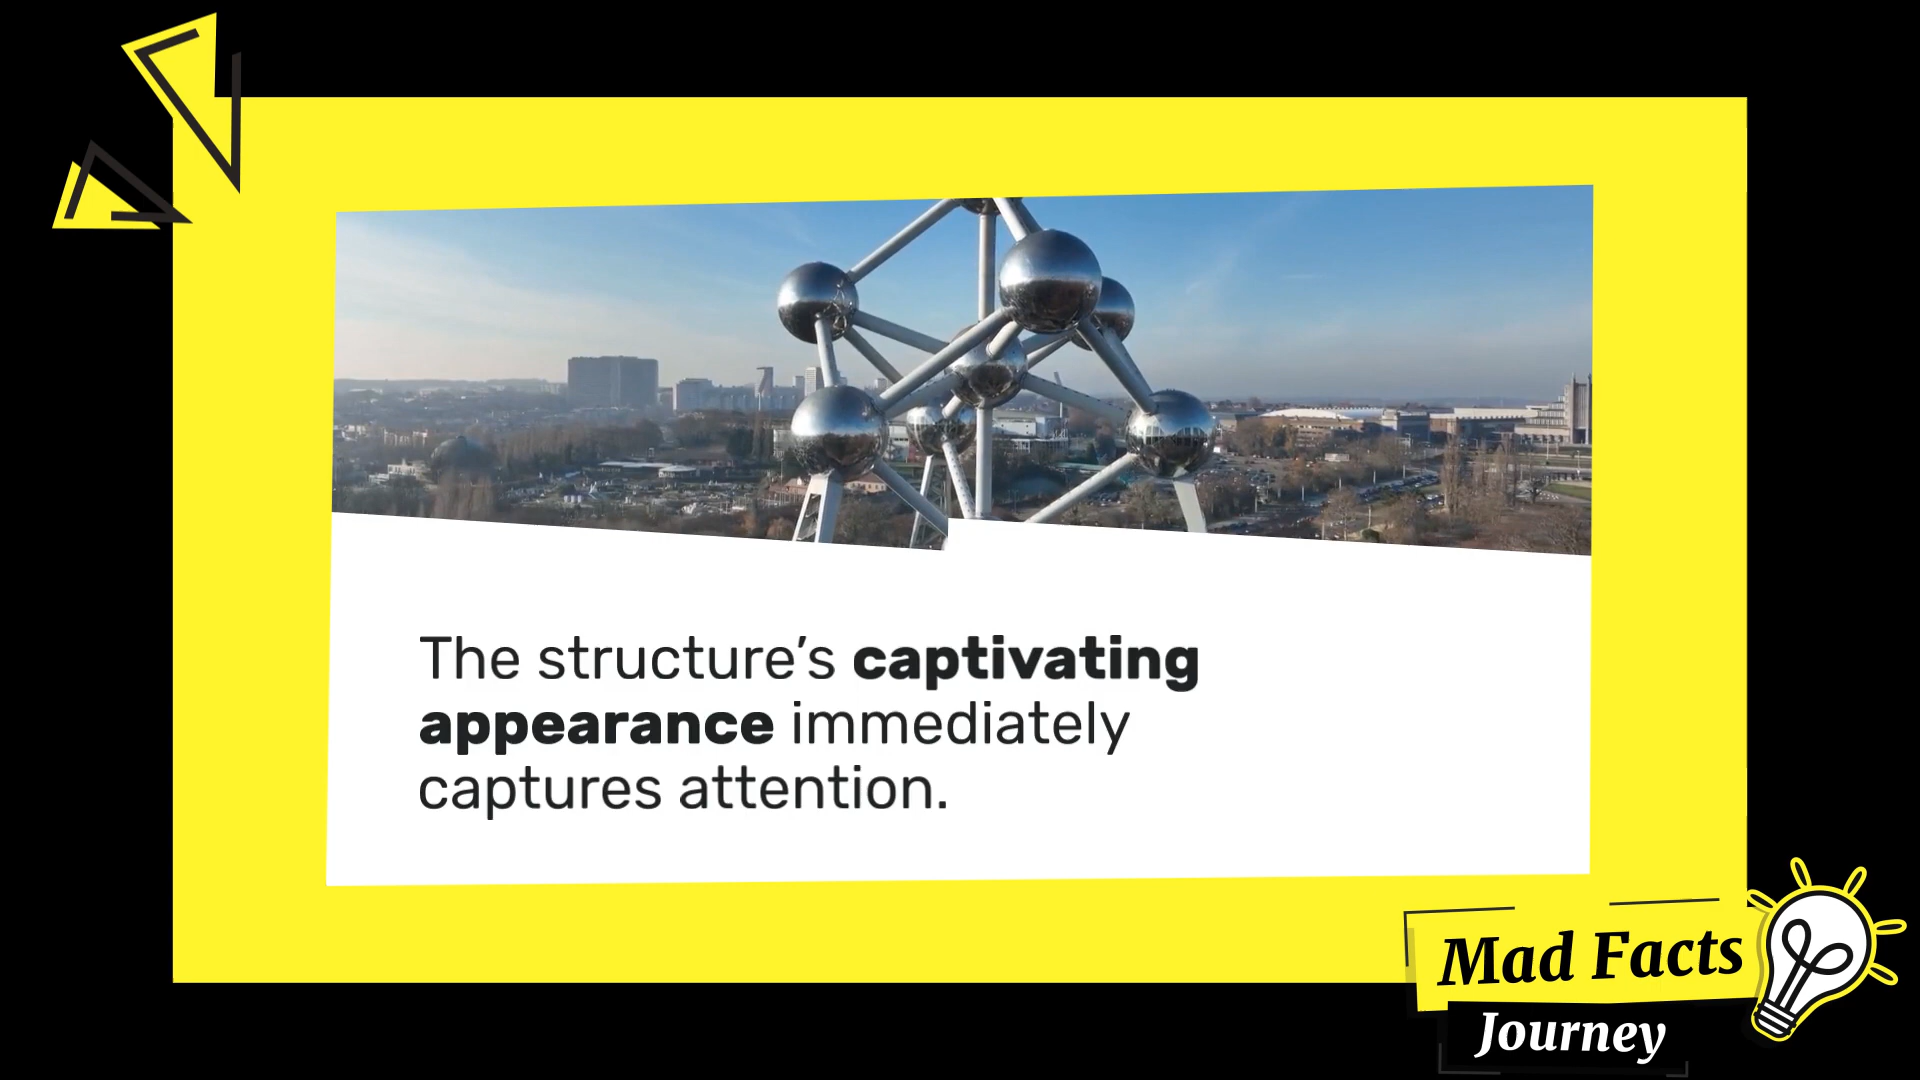 The structure’s captivating
appearance immediately
captures attention.
Mad Facts
Journey